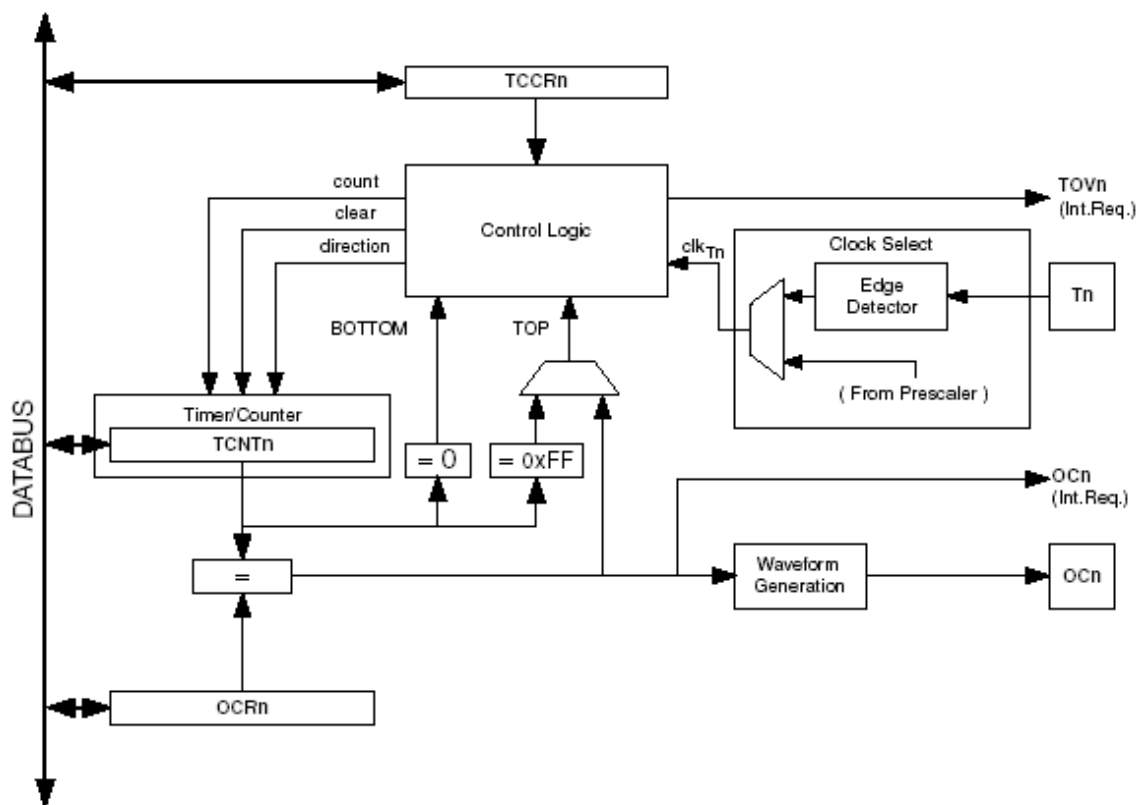 TCCRn
count
clear
direction
Control Logic
TOVn
(Int.Req.)
clkTn
Clock Select
Edge
Detector
Tn
( From Prescaler )
BOTTOM
TOP
Timer/Counter
TCNTn
= 0
= 0xFF
DATABUS
OCn
(Int.Req.)
=
Waveform
Generation
OCn
OCRn